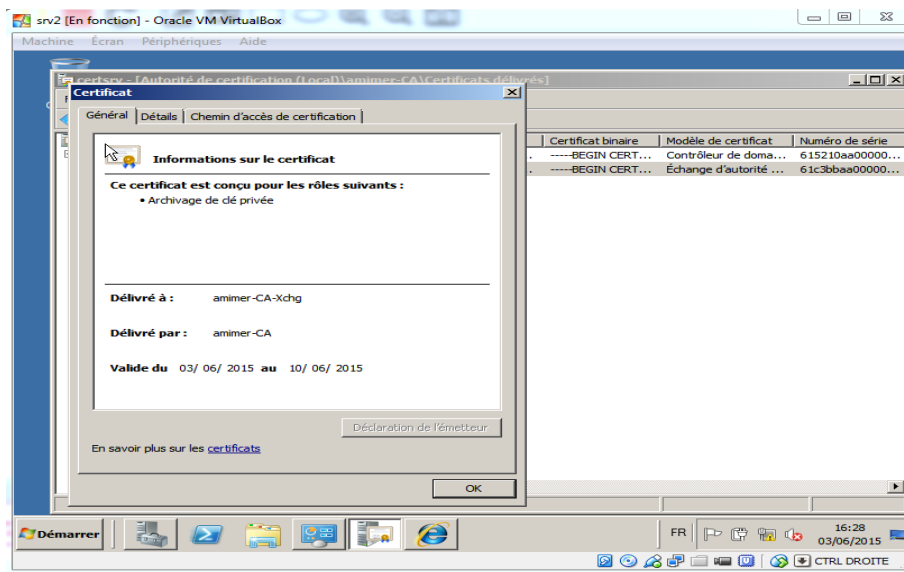 srv2 [En fonction] - Oracle VM VirtualBox
Machine Écran Périphériques Aide
certsrv - [Autorité de certification (Local)\amimer-CA\Certificats délivrés]
Certificat
Général Détails Chemin d'accès de certification
Informations sur le certificat
Ce certificat est conçu pour les rôles suivants :
• Archivage de clé privée
Délivré à : amimer-CA-Xchg
Délivré par : amimer-CA
Valide du 03/ 06/ 2015 au 10/ 06/ 2015
Déclaration de l'émetteur
En savoir plus sur les certificats
OK
Certificat binaire Modèle de certificat Numéro de série
-----BEGIN CERT... Contrôleur de doma... 615210aa00000...
-----BEGIN CERT... Échange d'autorité ... 61c3bbaa00000...
Démarrer
FR
16:28
03/06/2015
CTRL DROITE